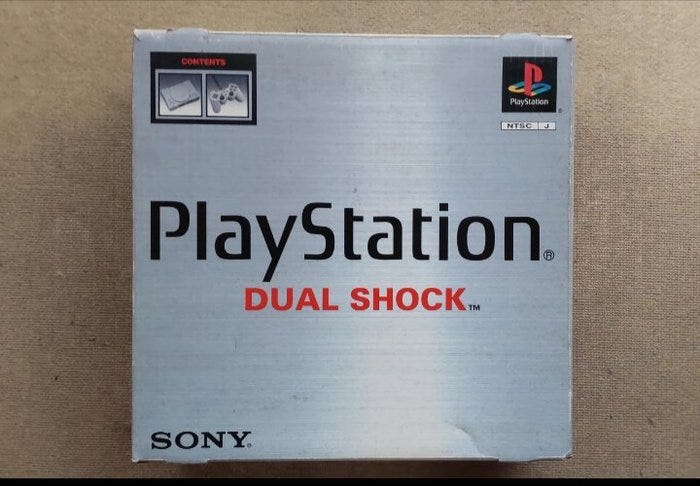 CONTENTS
PlayStation
NTSC J
PlayStation®
DUAL SHOCK™
SONY®